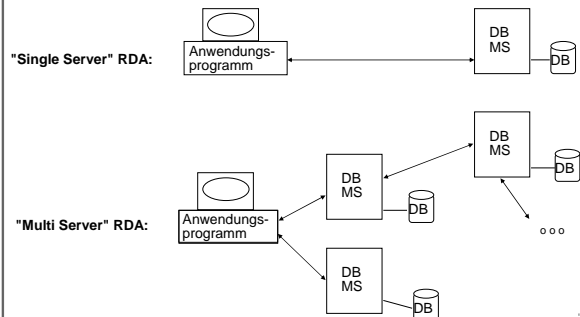 "Single Server" RDA:
Anwendungs-
programm
DB
MS
DB
"Multi Server" RDA:
Anwendungs-
programm
DB
MS
DB
DB
MS
DB
o o o
DB
MS
DB